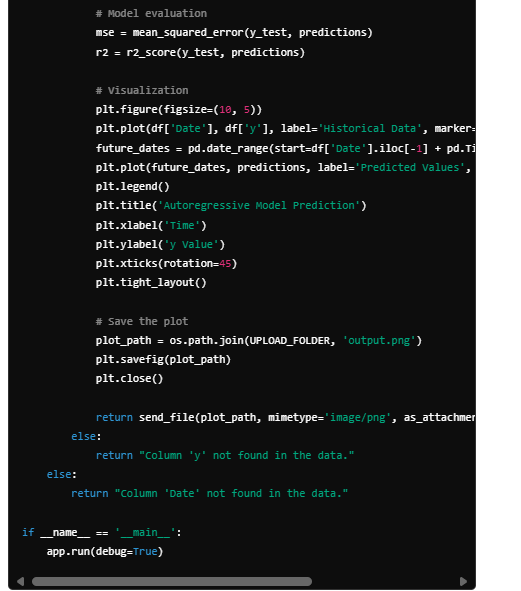 # Model evaluation
mse = mean_squared_error(y_test, predictions)
r2 = r2_score(y_test, predictions)
# Visualization
plt.figure(figsize=(10, 5))
plt.plot(df['Date'], df['y'], label='Historical Data', marker=
future_dates = pd.date_range(start=df['Date'].iloc[-1] + pd.Ti
plt.plot(future_dates, predictions, label='Predicted Values',
plt.legend()
plt.title('Autoregressive Model Prediction')
plt.xlabel('Time')
plt.ylabel('y Value')
plt.xticks(rotation=45)
plt.tight_layout()
# Save the plot
plot_path = os.path.join(UPLOAD_FOLDER, 'output.png')
plt.savefig(plot_path)
plt.close()
return send_file(plot_path, mimetype='image/png', as_attachmen
else:
return "Column 'y' not found in the data."
else:
return "Column 'Date' not found in the data."
if __name__ == '__main__':
app.run(debug=True)